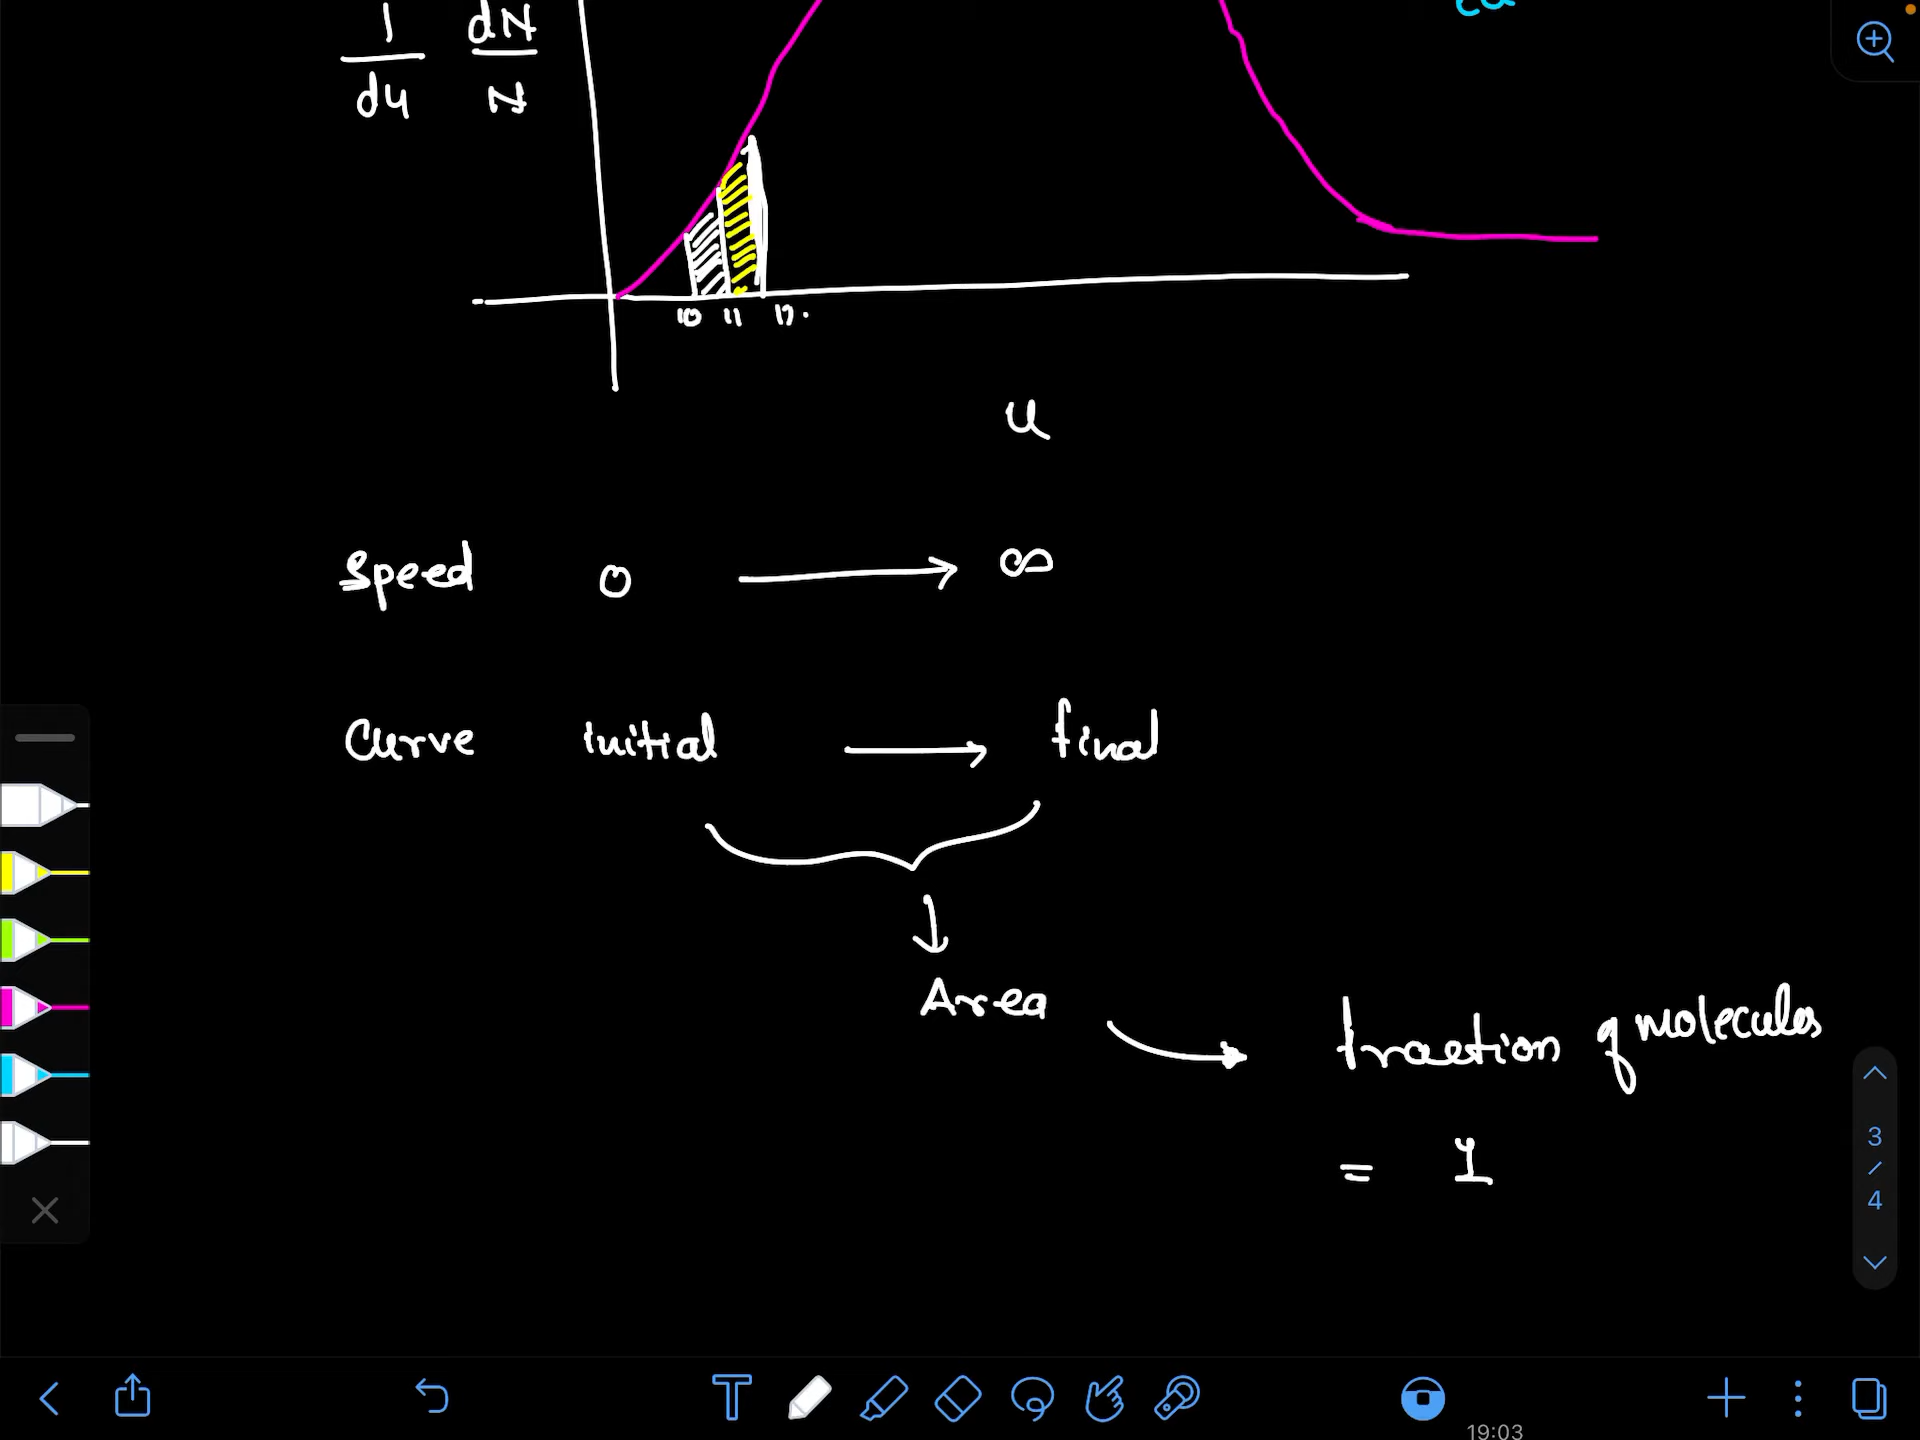 1 dN
du N
10 11 12.
u
Speed 0 → ∞
Curve initial → final
↓
Area
fraction of molecules
= 1
3
/
4
19:03